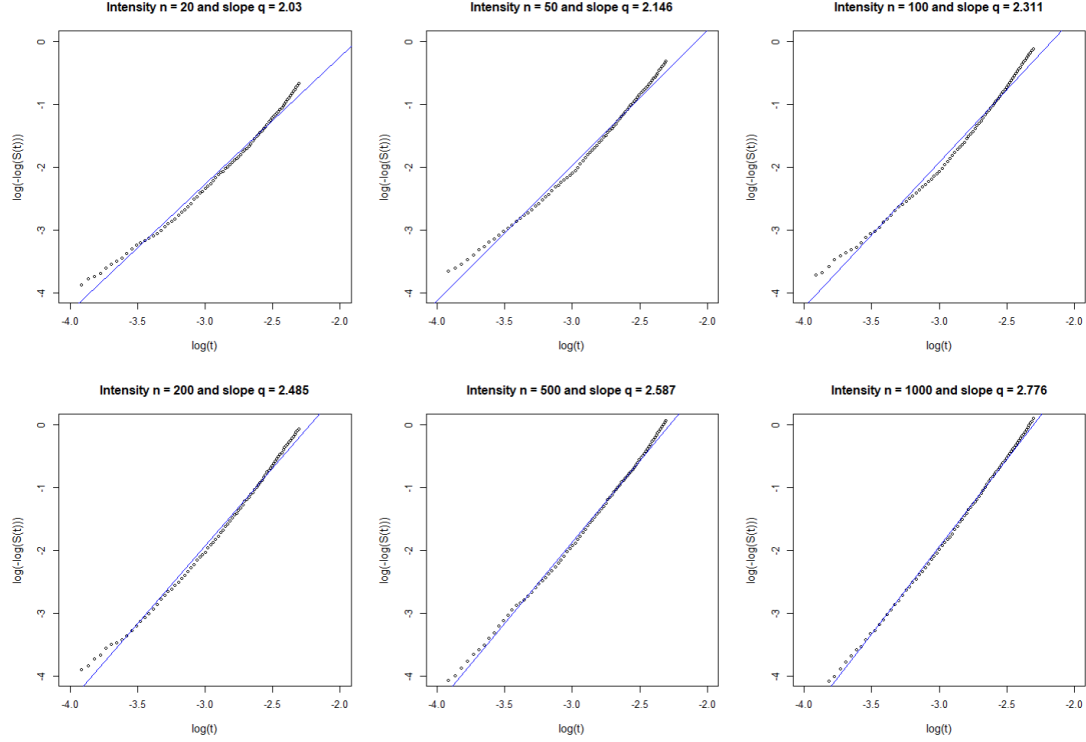 Intensity n = 20 and slope q = 2.03
0
-1
-2
-3
-4
log(-log(S(t)))
-4.0 -3.5 -3.0 -2.5 -2.0
log(t)
Intensity n = 50 and slope q = 2.146
0
-1
-2
-3
-4
log(-log(S(t)))
-4.0 -3.5 -3.0 -2.5 -2.0
log(t)
Intensity n = 100 and slope q = 2.311
0
-1
-2
-3
-4
log(-log(S(t)))
-4.0 -3.5 -3.0 -2.5 -2.0
log(t)
Intensity n = 200 and slope q = 2.485
0
-1
-2
-3
-4
log(-log(S(t)))
-4.0 -3.5 -3.0 -2.5 -2.0
log(t)
Intensity n = 500 and slope q = 2.587
0
-1
-2
-3
-4
log(-log(S(t)))
-4.0 -3.5 -3.0 -2.5 -2.0
log(t)
Intensity n = 1000 and slope q = 2.776
0
-1
-2
-3
-4
log(-log(S(t)))
-4.0 -3.5 -3.0 -2.5 -2.0
log(t)